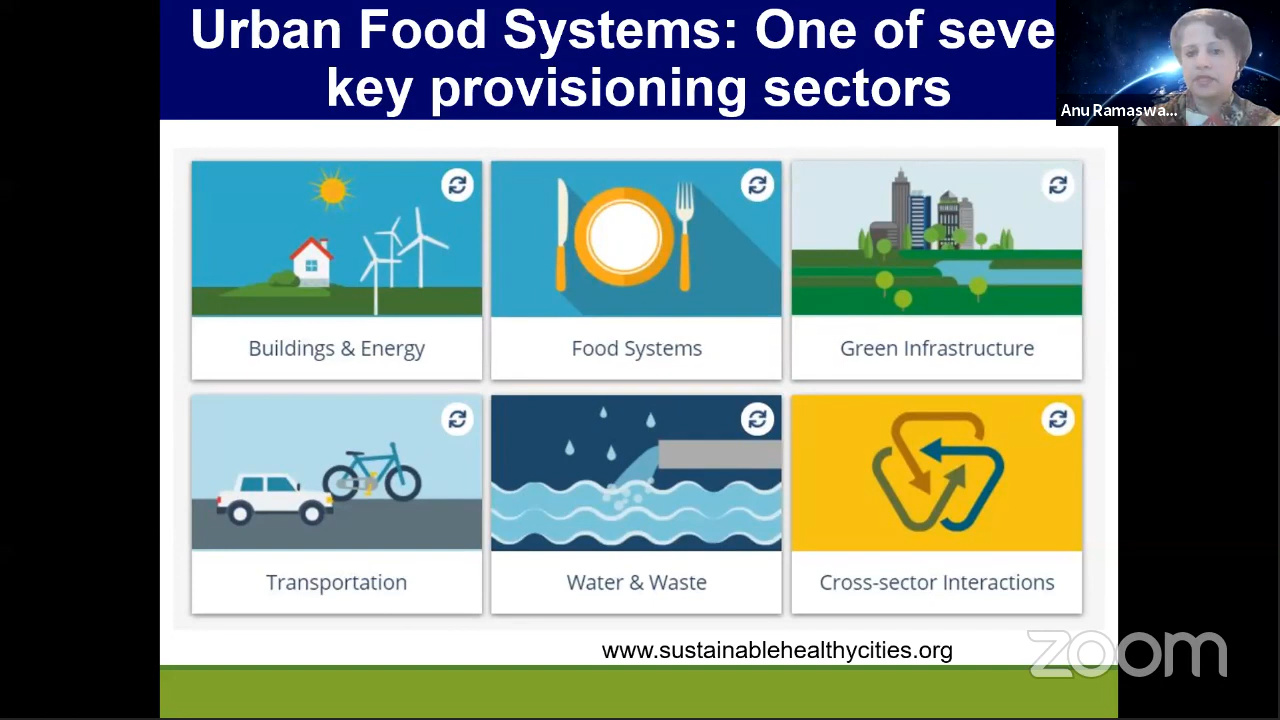 Urban Food Systems: One of seve
key provisioning sectors
Anu Ramaswa...
Buildings & Energy
Food Systems
Green Infrastructure
Transportation
Water & Waste
Cross-sector Interactions
www.sustainablehealthycities.org
zoom